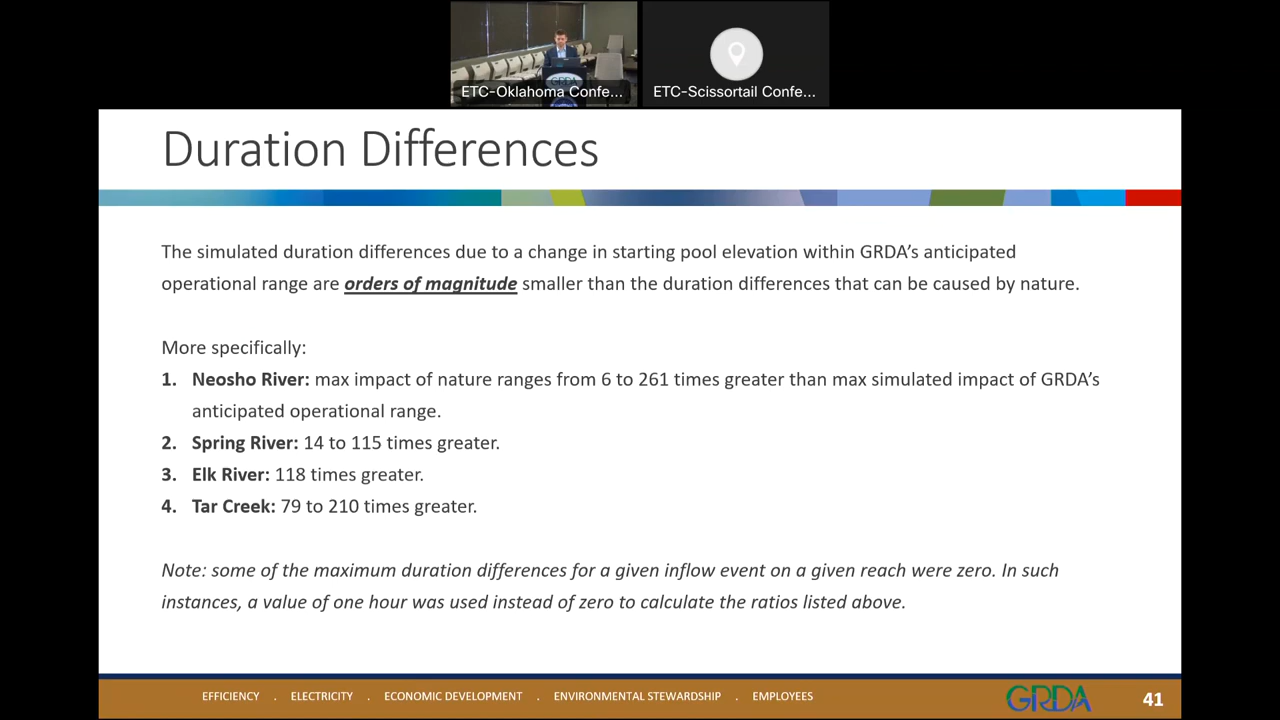 GRDA
ETC-Oklahoma Confe...
ETC-Scissortail Confe...
Duration Differences
The simulated duration differences due to a change in starting pool elevation within GRDA’s anticipated
operational range are orders of magnitude smaller than the duration differences that can be caused by nature.
More specifically:
1. Neosho River: max impact of nature ranges from 6 to 261 times greater than max simulated impact of GRDA’s
anticipated operational range.
2. Spring River: 14 to 115 times greater.
3. Elk River: 118 times greater.
4. Tar Creek: 79 to 210 times greater.
Note: some of the maximum duration differences for a given inflow event on a given reach were zero. In such
instances, a value of one hour was used instead of zero to calculate the ratios listed above.
EFFICIENCY . ELECTRICITY . ECONOMIC DEVELOPMENT . ENVIRONMENTAL STEWARDSHIP . EMPLOYEES
GRDA
41